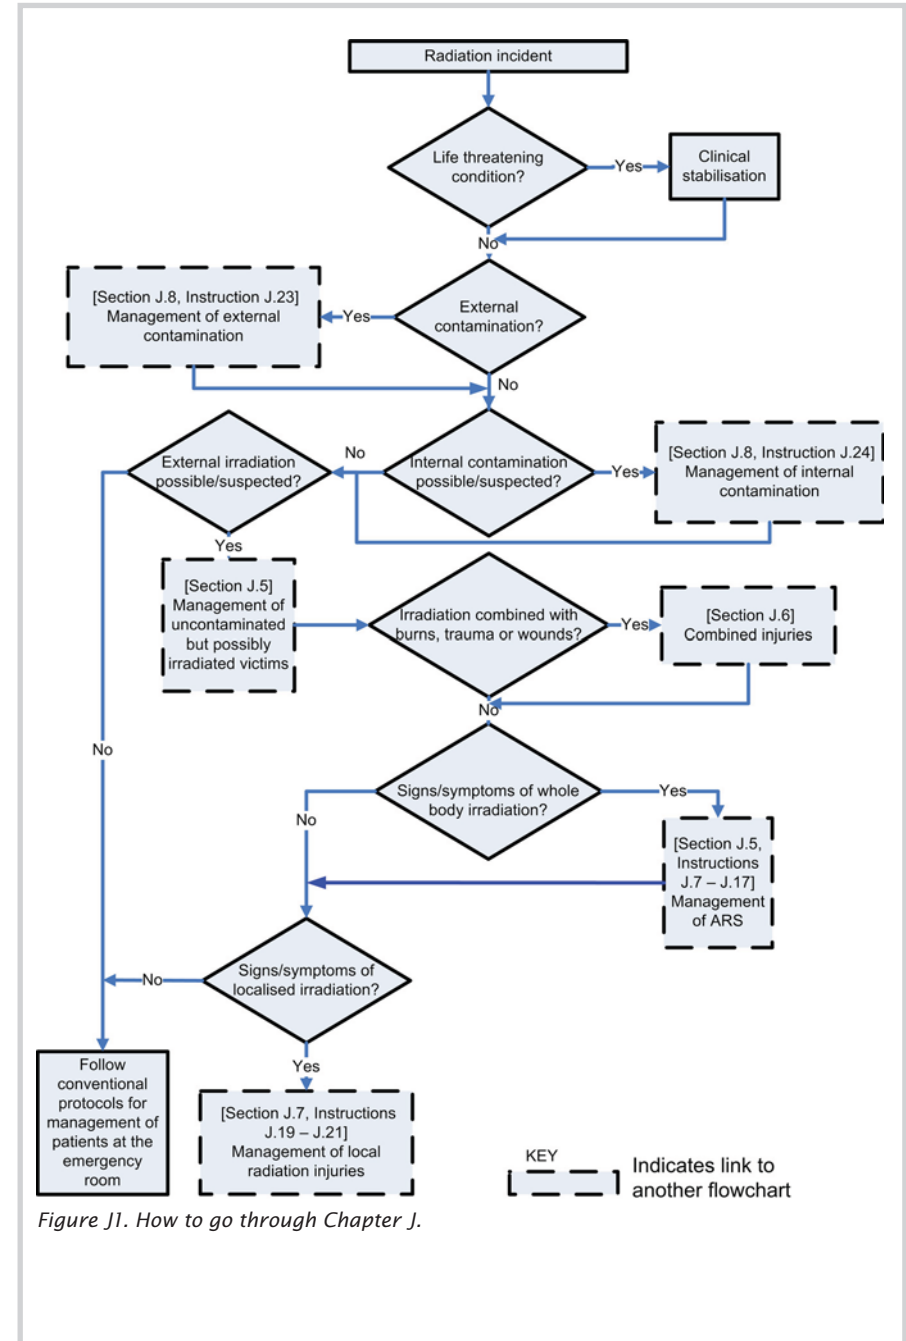 Radiation incident
Life threatening
condition?
Yes
Clinical
stabilisation
No
External
contamination?
Yes
[Section J.8, Instruction J.23]
Management of external
contamination
No
Internal contamination
possible/suspected?
Yes
[Section J.8, Instruction J.24]
Management of internal
contamination
No
External irradiation
possible/suspected?
Yes
[Section J.5]
Management of
uncontaminated
but possibly
irradiated victims
Irradiation combined with
burns, trauma or wounds?
Yes
[Section J.6]
Combined injuries
No
No
Signs/symptoms of whole
body irradiation?
Yes
[Section J.5,
Instructions
J.7 – J.17]
Management
of ARS
No
Signs/symptoms of
localised irradiation?
No
Follow
conventional
protocols for
management of
patients at the
emergency
room
Yes
[Section J.7, Instructions
J.19 – J.21]
Management of local
radiation injuries
KEY
Indicates link to
another flowchart
Figure J1. How to go through Chapter J.